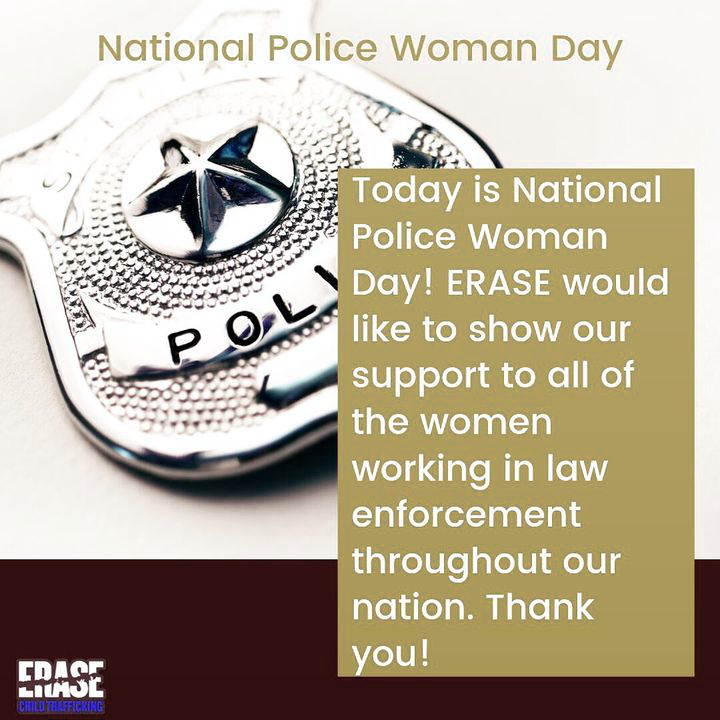 National Police Woman Day
POLI
Today is National
Police Woman
Day! ERASE would
like to show our
support to all of
the women
working in law
enforcement
throughout our
nation. Thank
you!
ERASE
CHILD TRAFFICKING